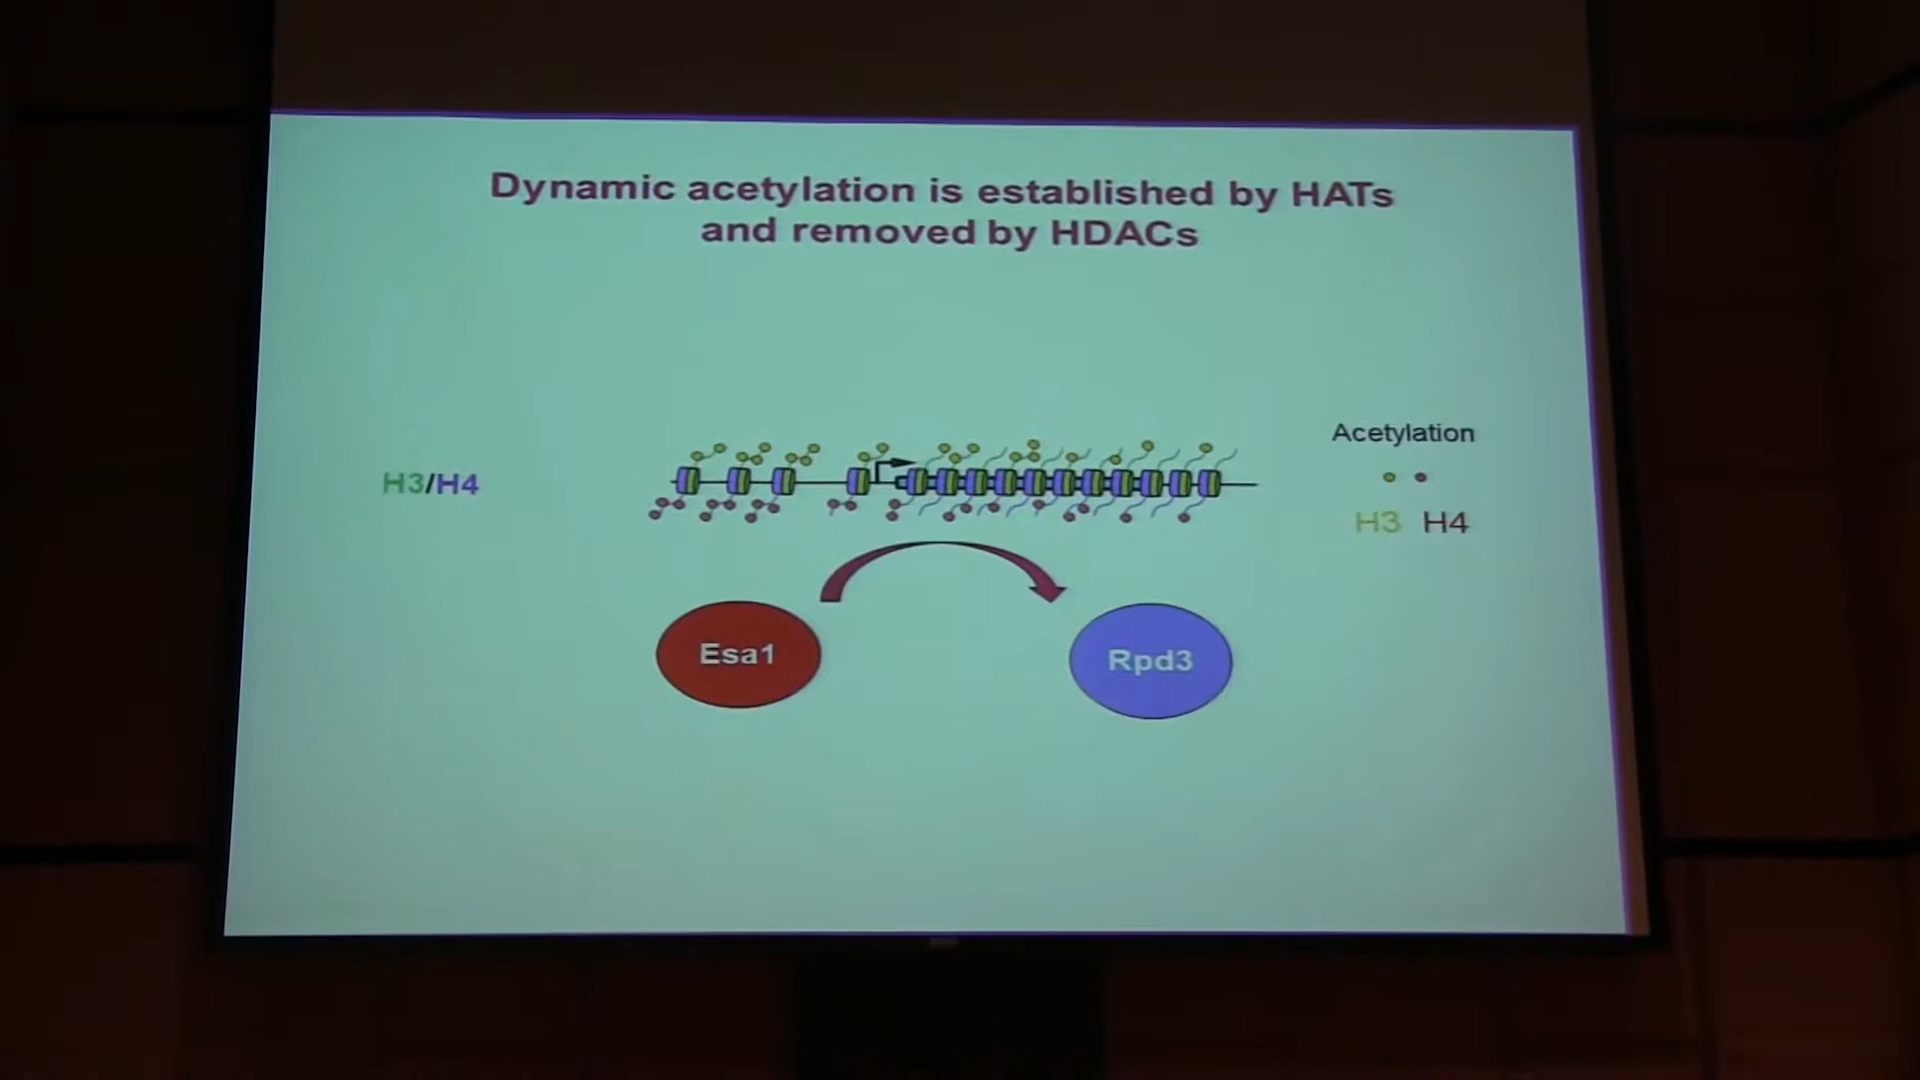 Dynamic acetylation is established by HATs
and removed by HDACs
Acetylation
H3/H4
H3 H4
Esa1
Rpd3